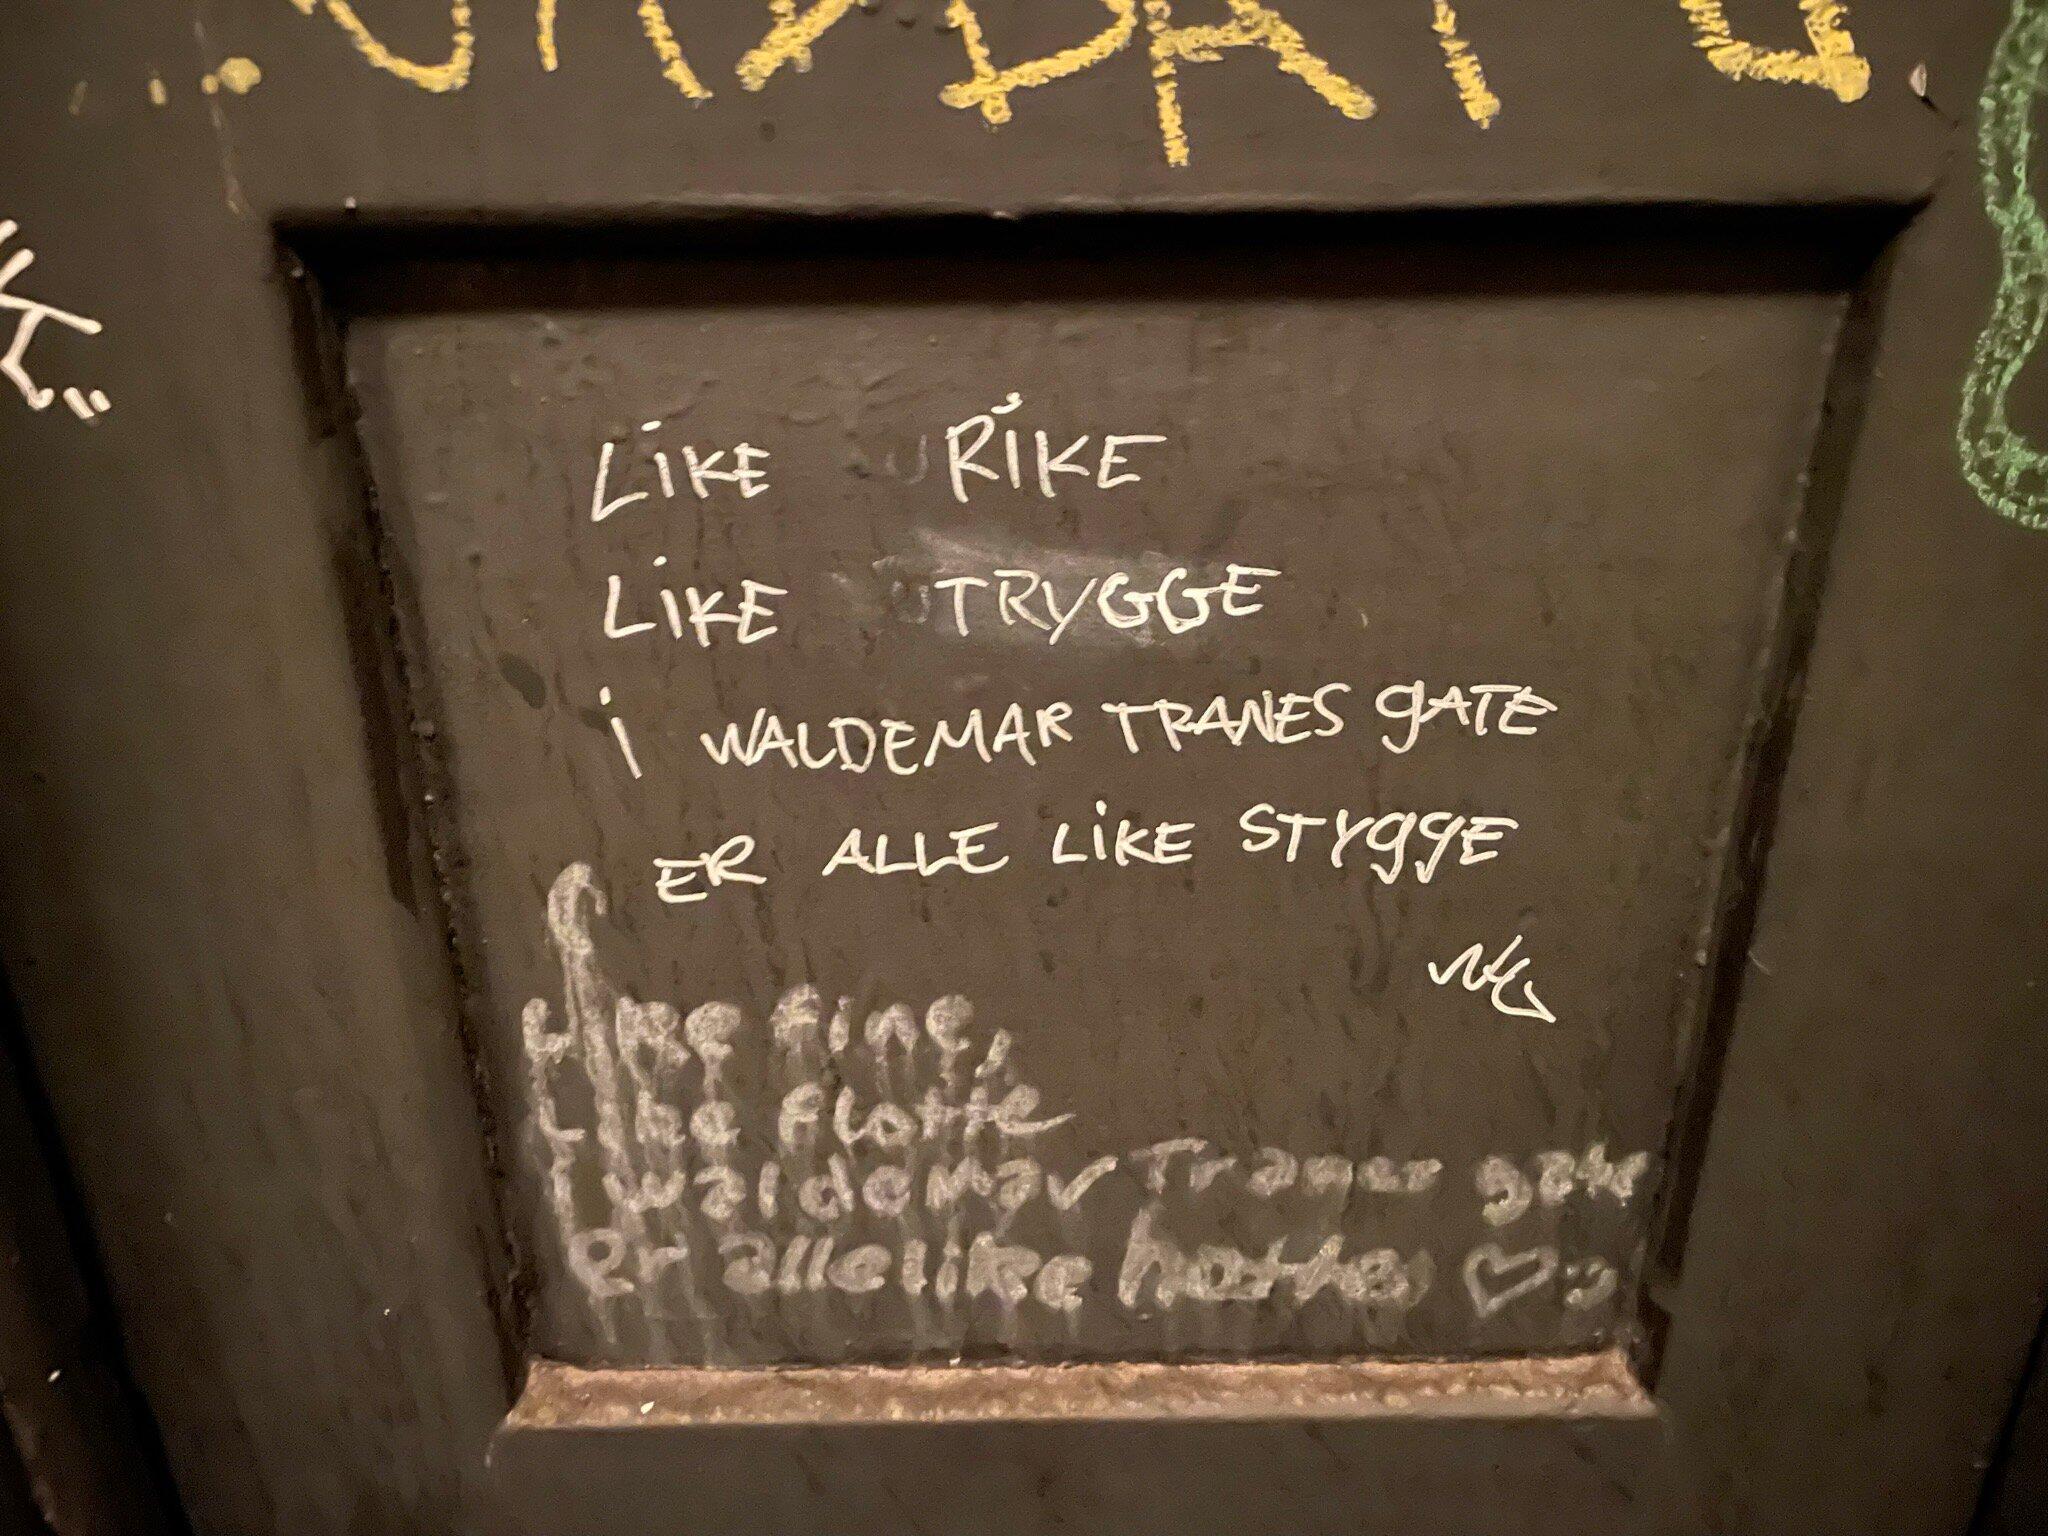 LiKE RiKE
LiKE TRYGGE
i WALDEMAR TRANES gATE
ER ALLE LiKE STYggE
Like fine,
Like flotte
i waldemar Tranes gate
er alle like ♡ :)